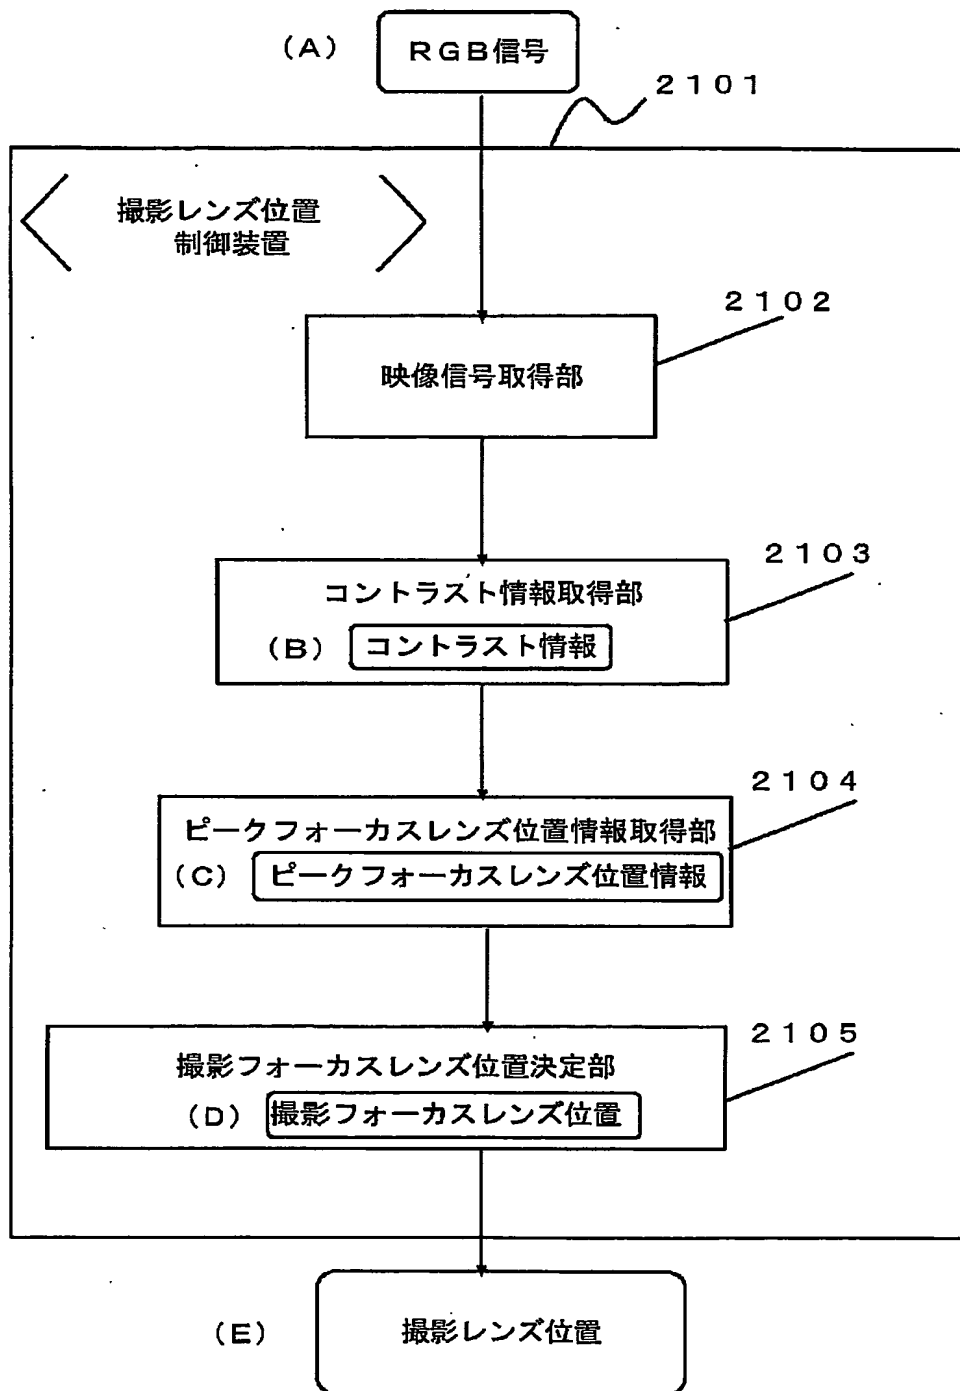 (A)
RGB信号
2101
撮影レンズ位置
制御装置
2102
映像信号取得部
2103
コントラスト情報取得部
(B)
コントラスト情報
2104
ピークフォーカスレンズ位置情報取得部
(C)
ピークフォーカスレンズ位置情報
2105
撮影フォーカスレンズ位置決定部
(D)
撮影フォーカスレンズ位置
(E)
撮影レンズ位置